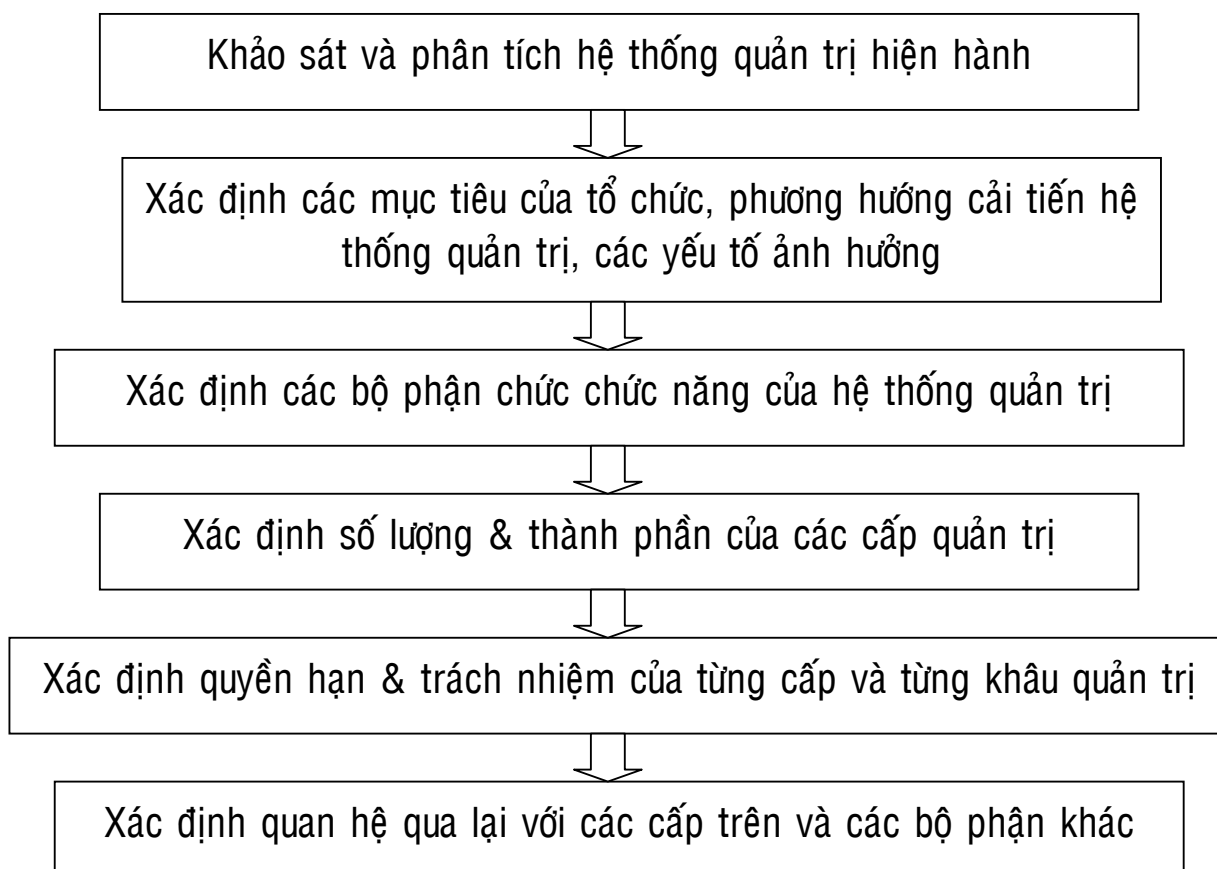 Khảo sát và phân tích hệ thống quản trị hiện hành
Xác định các mục tiêu của tổ chức, phương hướng cải tiến hệ
thống quản trị, các yếu tố ảnh hưởng
Xác định các bộ phận chức chức năng của hệ thống quản trị
Xác định số lượng & thành phần của các cấp quản trị
Xác định quyền hạn & trách nhiệm của từng cấp và từng khâu quản trị
Xác định quan hệ qua lại với các cấp trên và các bộ phận khác